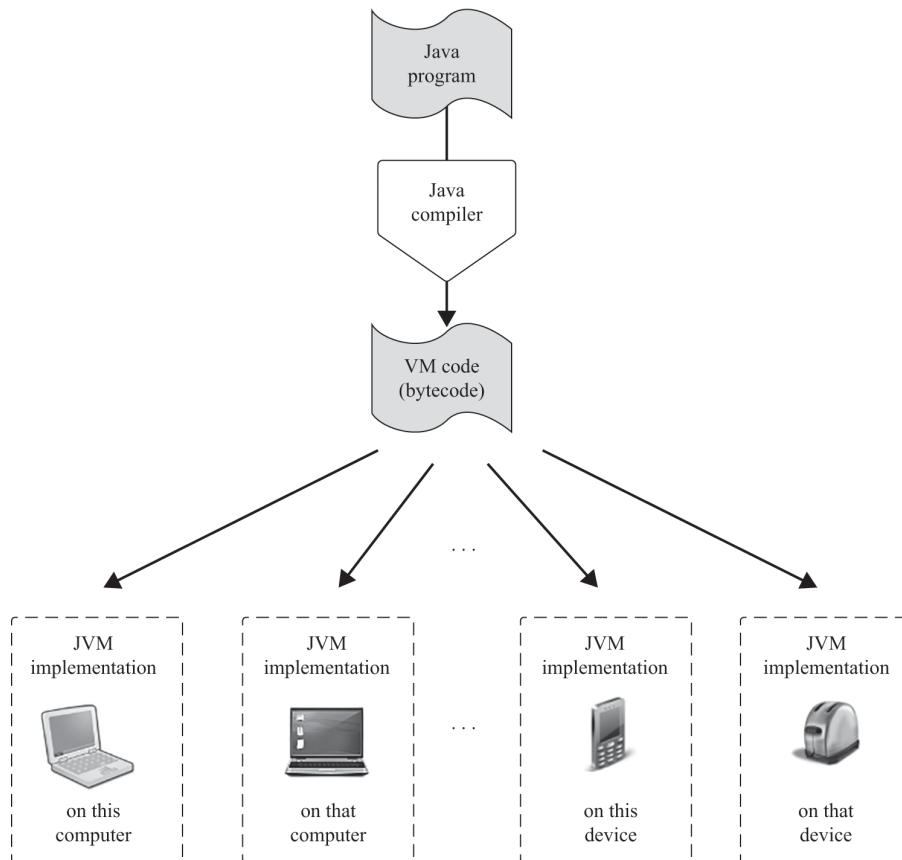 Java
program
Java
compiler
VM code
(bytecode)
. . .
JVM
implementation
JVM
implementation
JVM
implementation
JVM
implementation
. . .
on this
computer
on that
computer
on this
device
on that
device